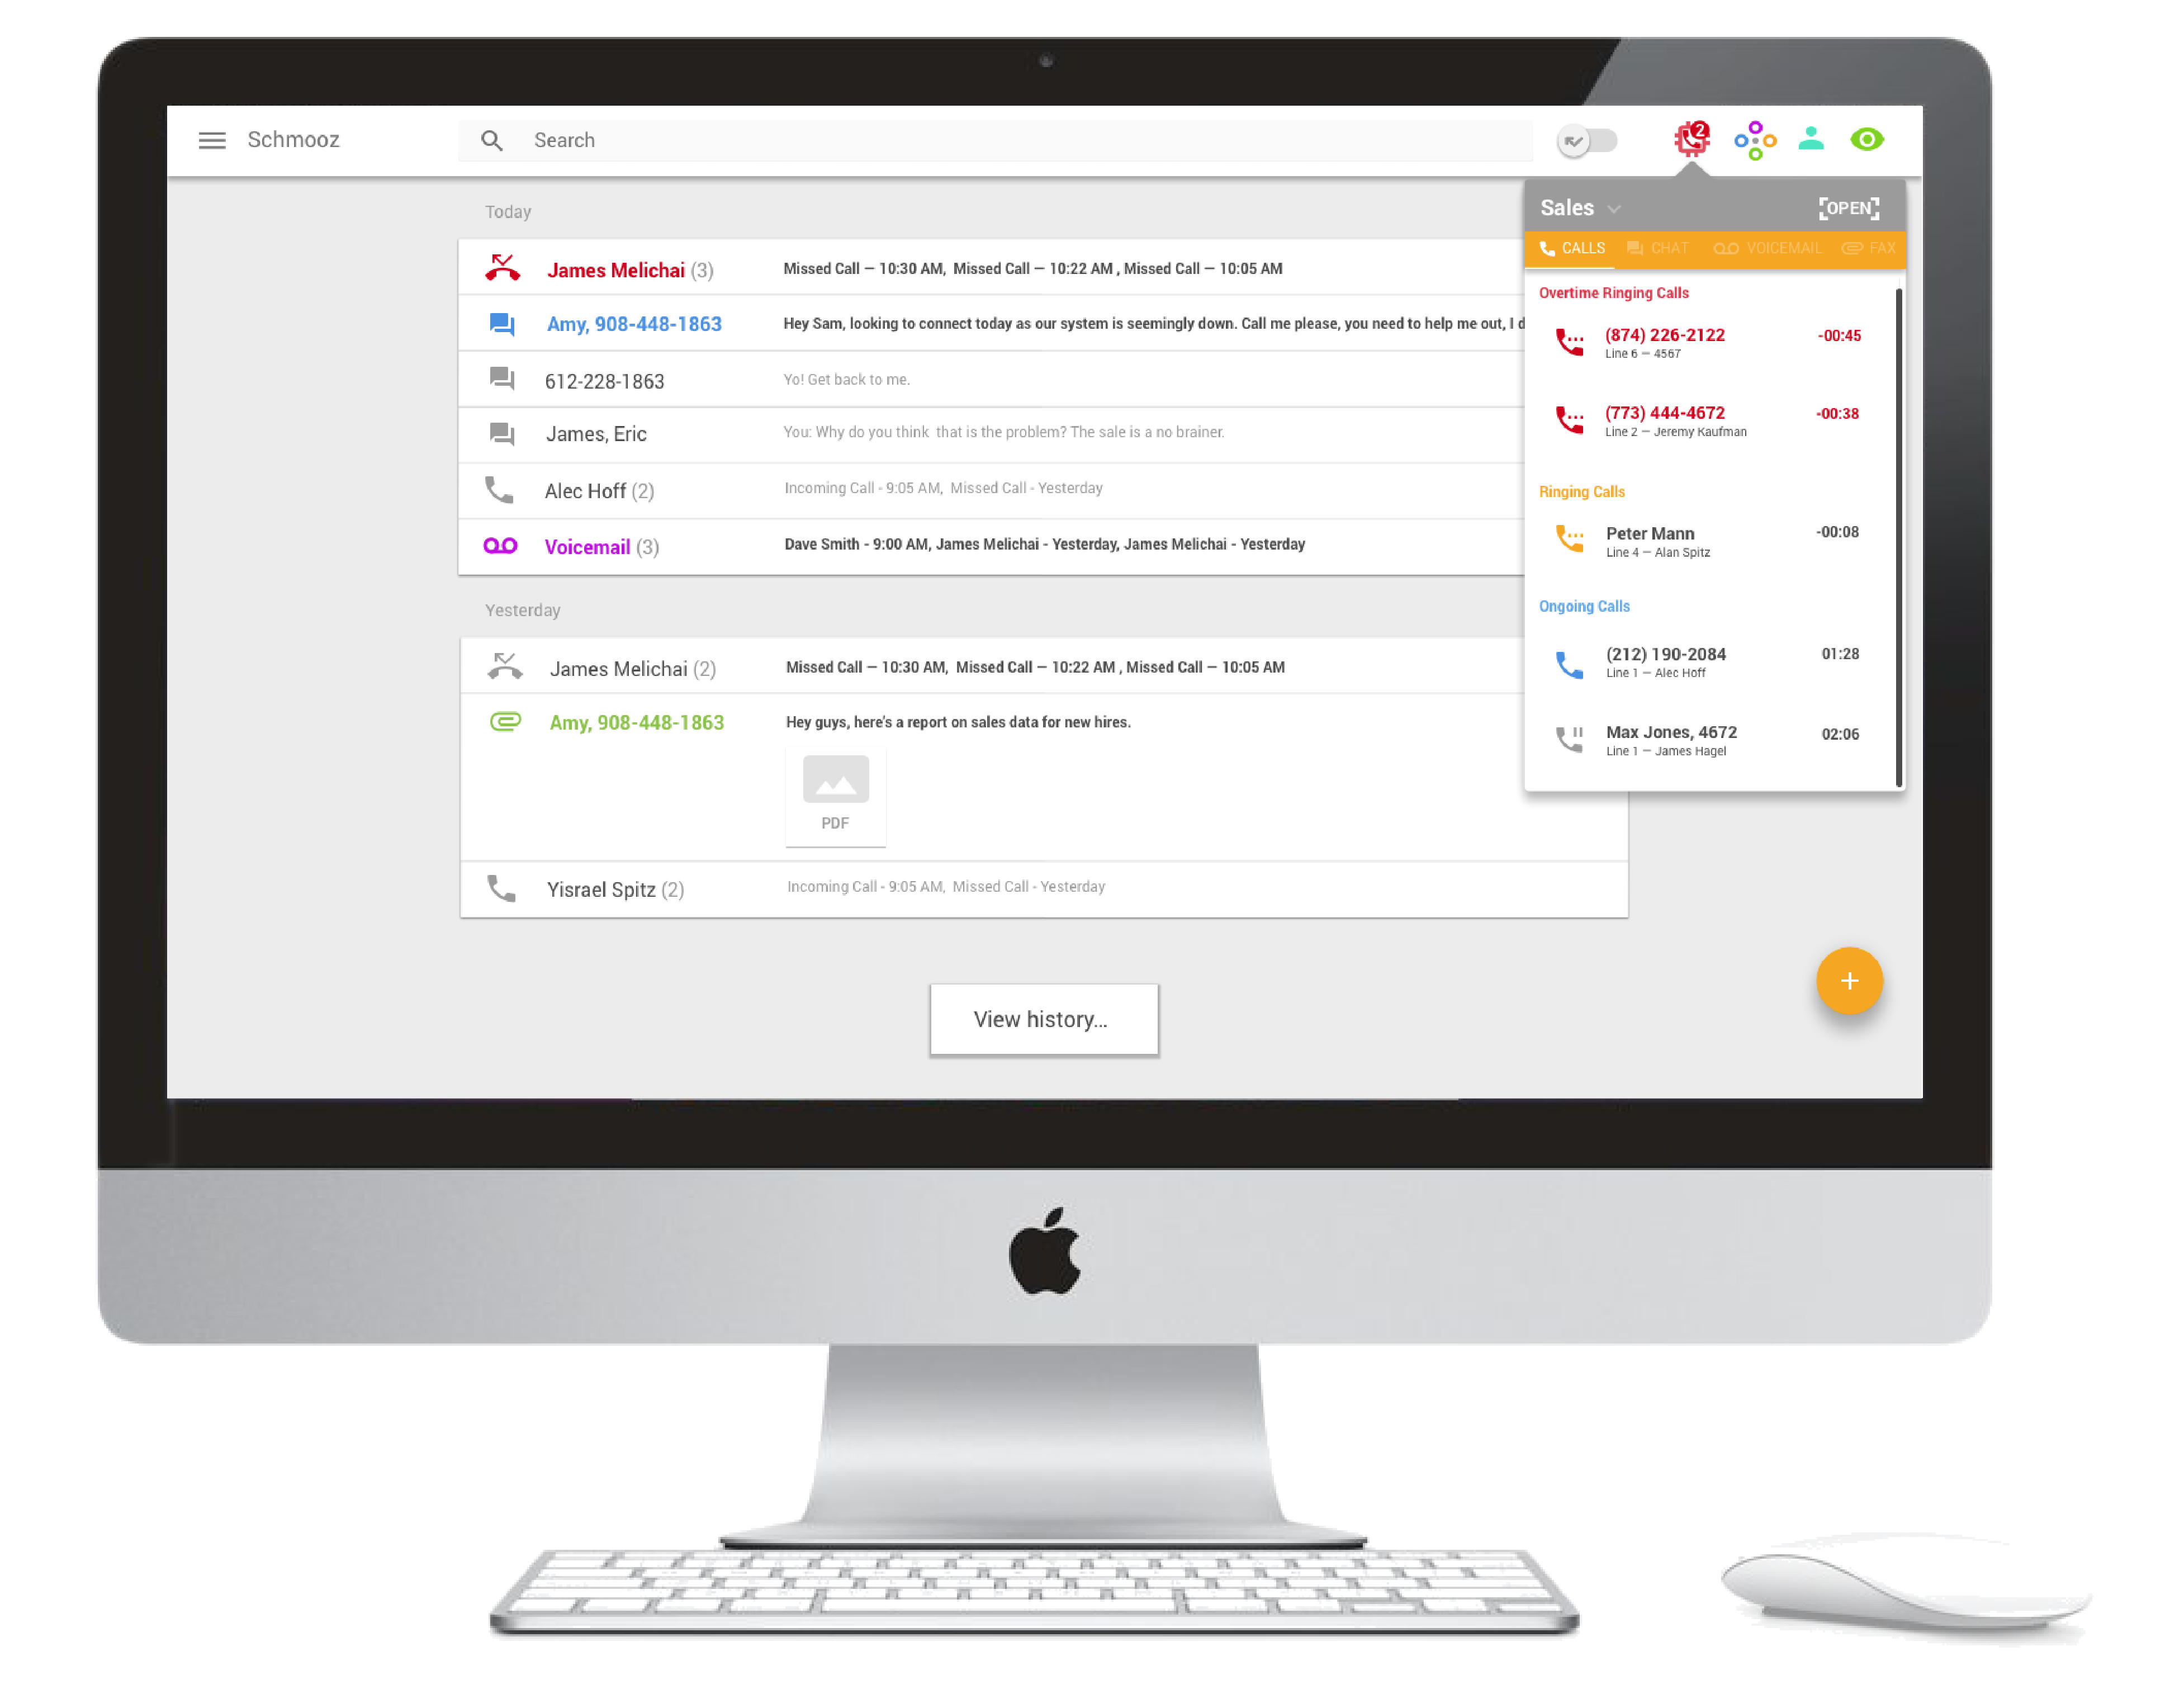 Schmooz
Search
2
Today
James Melichai (3)
Missed Call — 10:30 AM, Missed Call — 10:22 AM , Missed Call — 10:05 AM
Amy, 908-448-1863
Hey Sam, looking to connect today as our system is seemingly down. Call me please, you need to help me out, I d
612-228-1863
Yo! Get back to me.
James, Eric
You: Why do you think that is the problem? The sale is a no brainer.
Alec Hoff (2)
Incoming Call - 9:05 AM, Missed Call - Yesterday
Voicemail (3)
Dave Smith - 9:00 AM, James Melichai - Yesterday, James Melichai - Yesterday
Yesterday
James Melichai (2)
Missed Call — 10:30 AM, Missed Call — 10:22 AM , Missed Call — 10:05 AM
Amy, 908-448-1863
Hey guys, here's a report on sales data for new hires.
PDF
Yisrael Spitz (2)
Incoming Call - 9:05 AM, Missed Call - Yesterday
View history...
+
Sales
[OPEN]
CALLS CHAT VOICEMAIL FAX
Overtime Ringing Calls
(874) 226-2122 -00:45
Line 6 — 4567
(773) 444-4672 -00:38
Line 2 — Jeremy Kaufman
Ringing Calls
Peter Mann -00:08
Line 4 — Alan Spitz
Ongoing Calls
(212) 190-2084 01:28
Line 1 — Alec Hoff
Max Jones, 4672 02:06
Line 1 — James Hagel